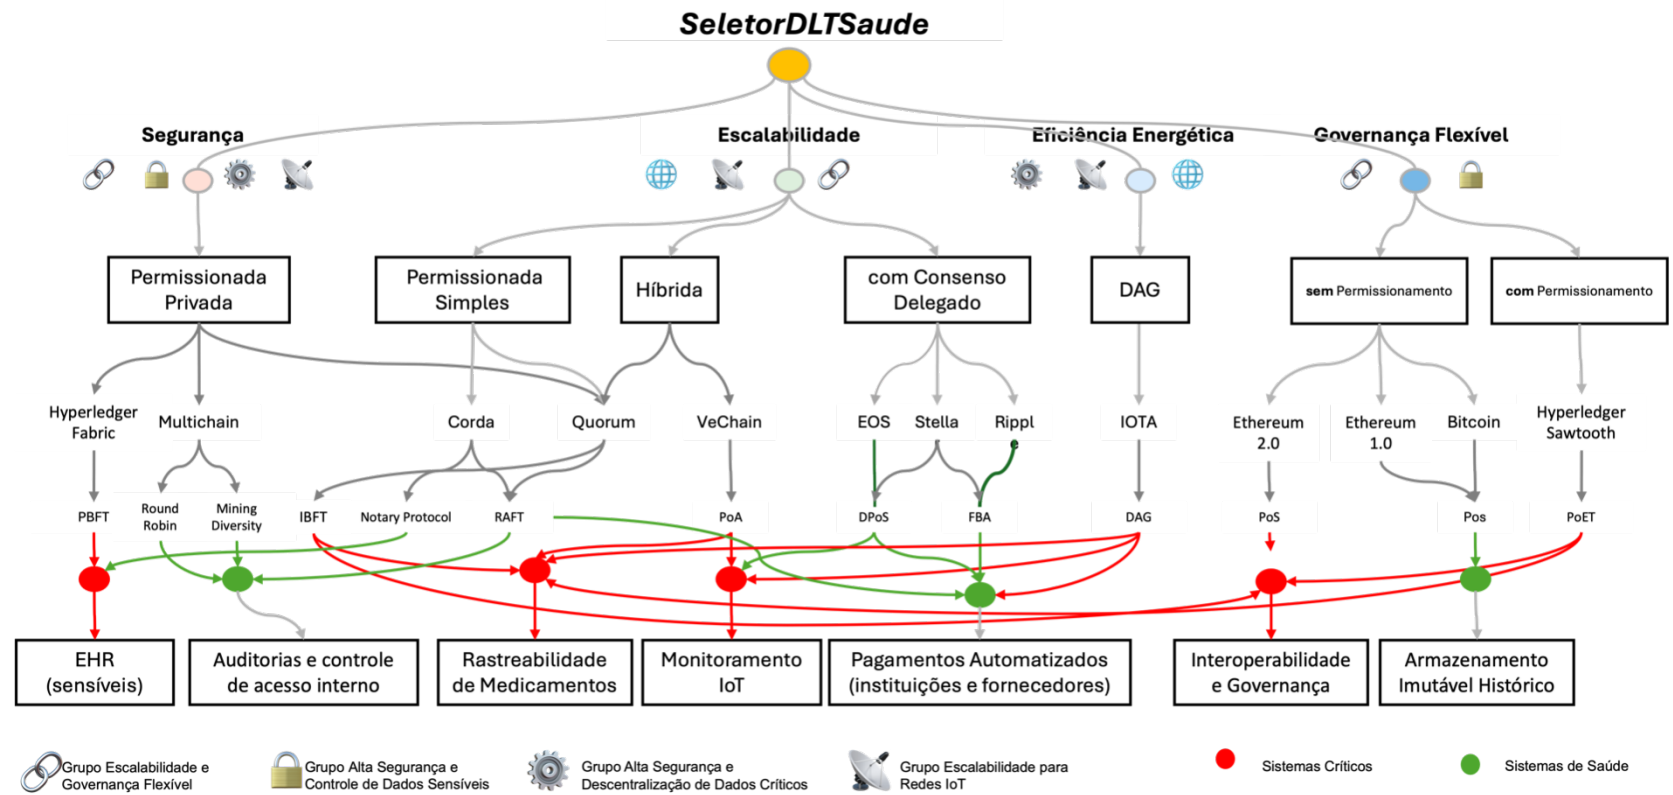 SeletorDLTSaude
Segurança
Escalabilidade
Eficiência Energética
Governança Flexível
Permissionada
Privada
Permissionada
Simples
Híbrida
com Consenso
Delegado
DAG
sem Permissionamento
com Permissionamento
Hyperledger
Fabric
Multichain
Corda
Quorum
VeChain
EOS
Stella
Rippl
e
IOTA
Ethereum
2.0
Ethereum
1.0
Bitcoin
Hyperledger
Sawtooth
PBFT
Round
Robin
Mining
Diversity
IBFT
Notary Protocol
RAFT
PoA
DPoS
FBA
DAG
PoS
Pos
PoET
EHR
(sensíveis)
Auditorias e controle
de acesso interno
Rastreabilidade
de Medicamentos
Monitoramento
IoT
Pagamentos Automatizados
(instituições e fornecedores)
Interoperabilidade
e Governança
Armazenamento
Imutável Histórico
Grupo Escalabilidade e
Governança Flexível
Grupo Alta Segurança e
Controle de Dados Sensíveis
Grupo Alta Segurança e
Descentralização de Dados Críticos
Grupo Escalabilidade para
Redes IoT
Sistemas Críticos
Sistemas de Saúde